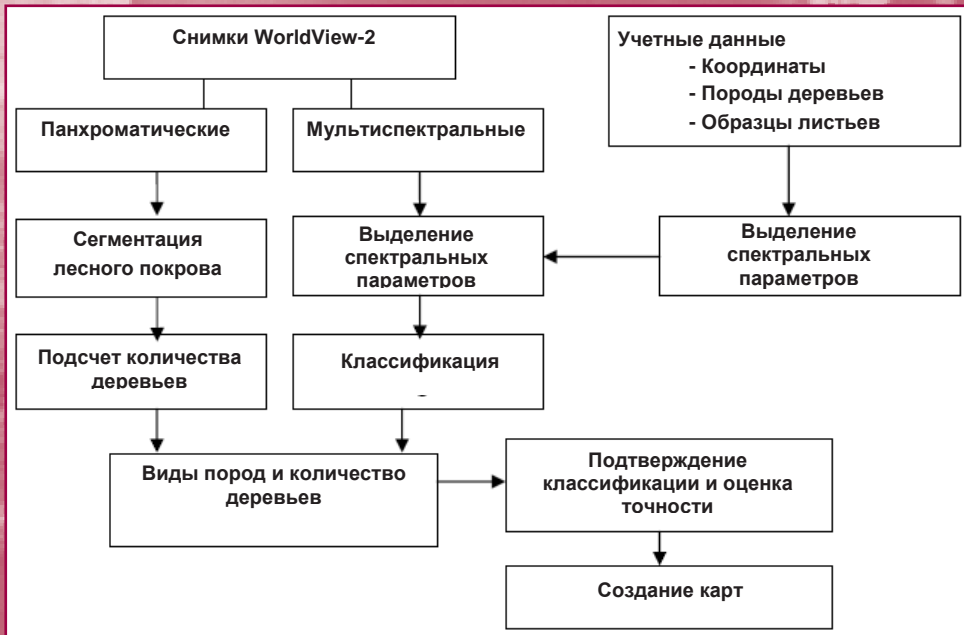 Снимки WorldView-2
Учетные данные
- Координаты
- Породы деревьев
- Образцы листьев
Панхроматические
Мультиспектральные
Сегментация
лесного покрова
Выделение
спектральных
параметров
Выделение
спектральных
параметров
Подсчет количества
деревьев
Классификация
Виды пород и количество
деревьев
Подтверждение
классификации и оценка
точности
Создание карт